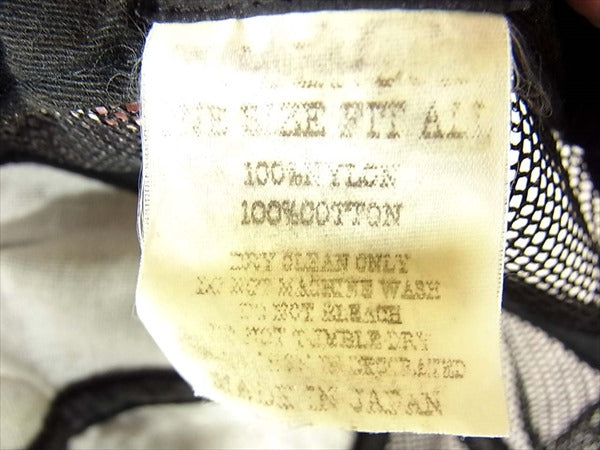 SIZE FIT ALL
100%NYLON
100%COTTON
DRY CLEAN ONLY
DO NOT MACHINE WASH
DO NOT BLEACH
DO NOT TUMBLE DRY
MADE IN JAPAN